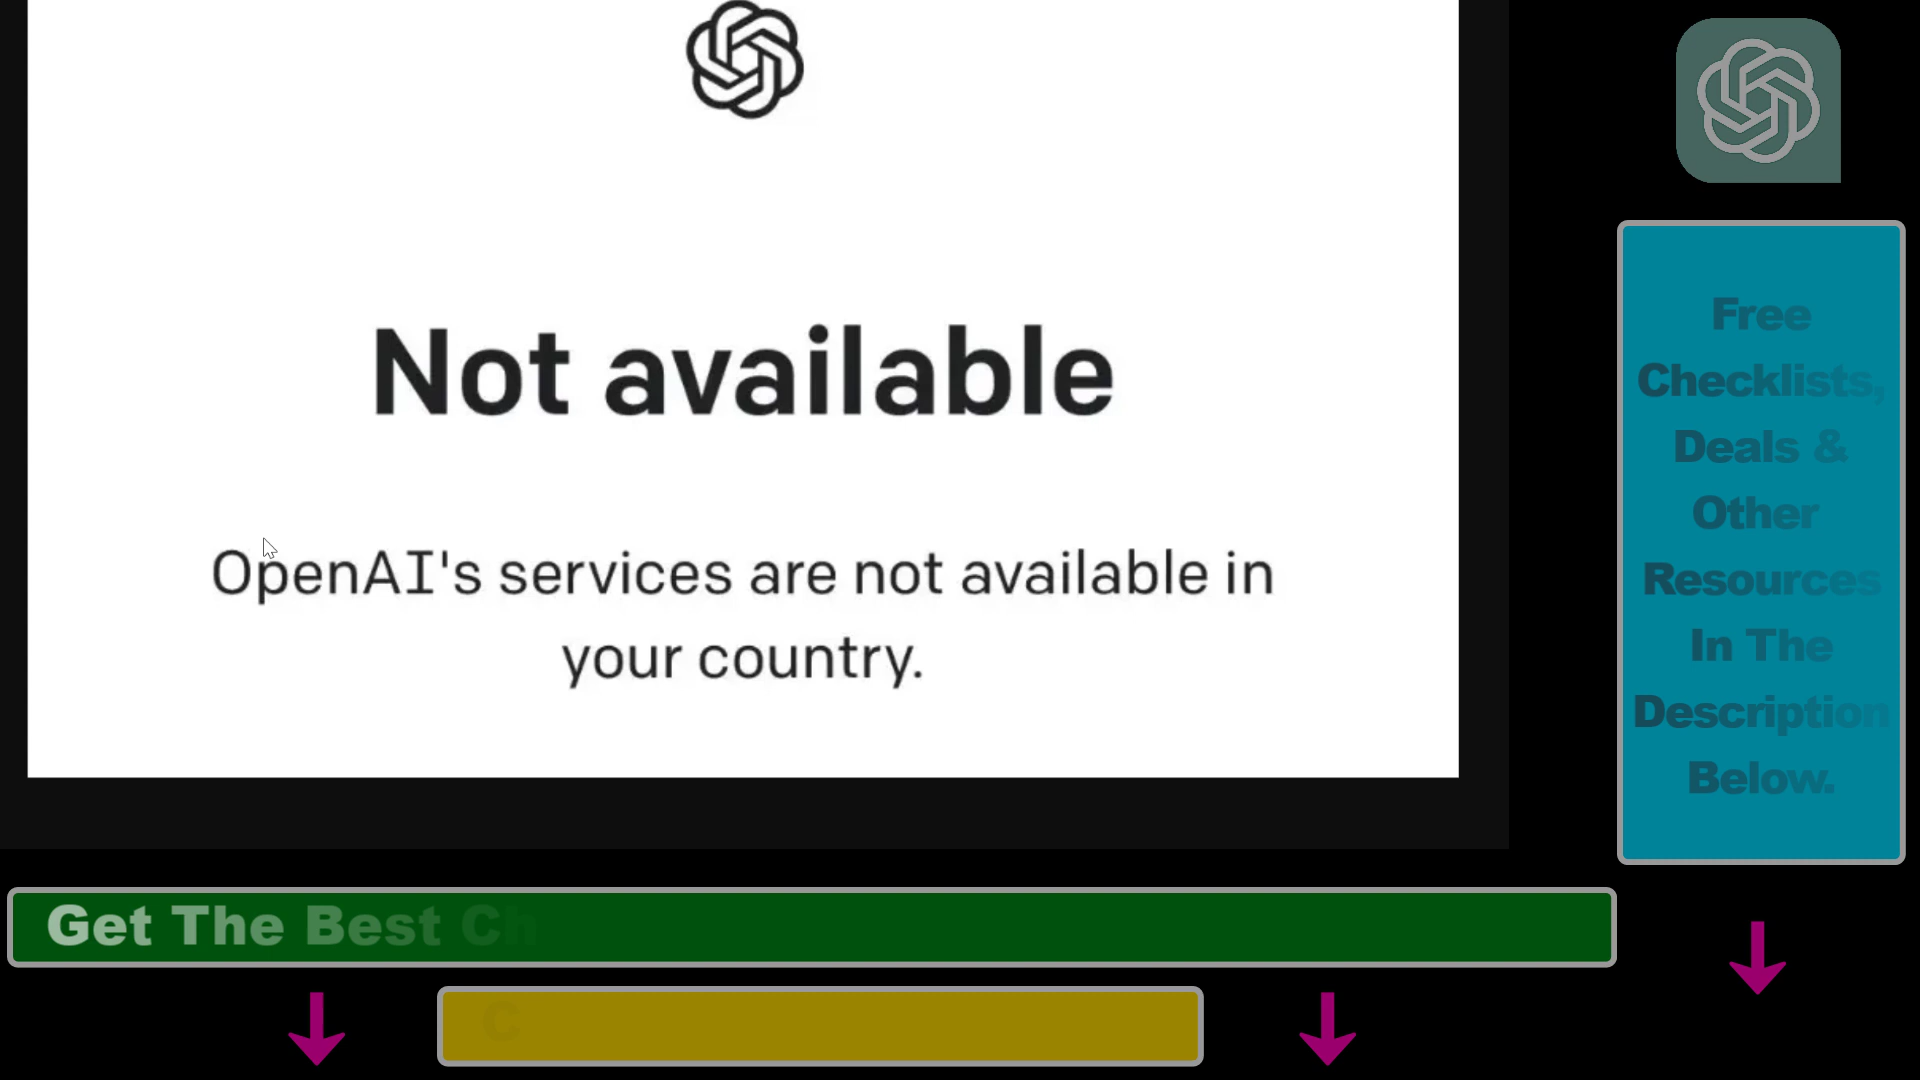 Not available
OpenAI's services are not available in
your country.
Free
Checklists,
Deals &
Other
Resources
In The
Description
Below.
Get The Best Ch
C